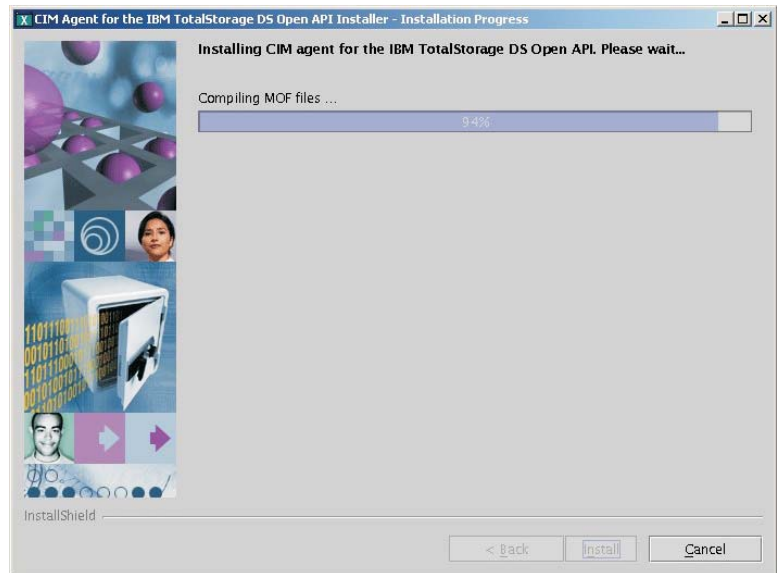 X CIM Agent for the IBM TotalStorage DS Open API Installer - Installation Progress
Installing CIM agent for the IBM TotalStorage DS Open API. Please wait...
Compiling MOF files ...
94%
InstallShield
< Back Install Cancel